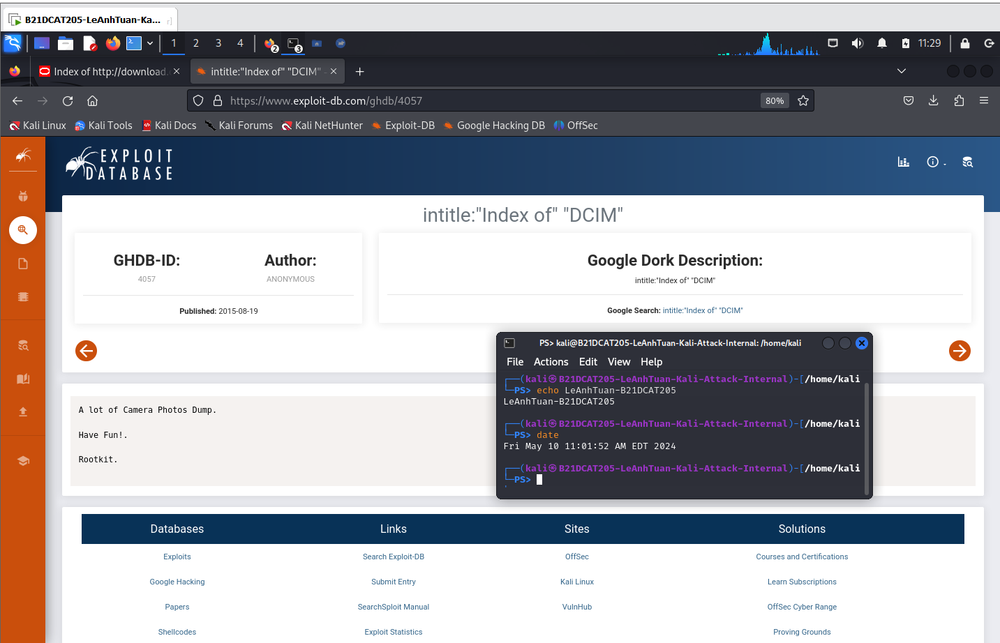 B21DCAT205-LeAnhTuan-Ka...
1 2 3 4 2 3 11:29
Index of http://download. intitle:"Index of" "DCIM" -
https://www.exploit-db.com/ghdb/4057 80%
Kali Linux Kali Tools Kali Docs Kali Forums Kali NetHunter Exploit-DB Google Hacking DB OffSec
EXPLOIT
DATABASE
intitle:"Index of" "DCIM"
GHDB-ID: Author:
4057 ANONYMOUS
Published: 2015-08-19
Google Dork Description:
intitle:"Index of" "DCIM"
Google Search: intitle:"Index of" "DCIM"
A lot of Camera Photos Dump.
Have Fun!.
Rootkit.
PS> kali@B21DCAT205-LeAnhTuan-Kali-Attack-Internal: /home/kali
File Actions Edit View Help
┌──(kali㉿B21DCAT205-LeAnhTuan-Kali-Attack-Internal)-[/home/kali
└─PS> echo LeAnhTuan-B21DCAT205
LeAnhTuan-B21DCAT205
┌──(kali㉿B21DCAT205-LeAnhTuan-Kali-Attack-Internal)-[/home/kali
└─PS> date
Fri May 10 11:01:52 AM EDT 2024
┌──(kali㉿B21DCAT205-LeAnhTuan-Kali-Attack-Internal)-[/home/kali
└─PS>
Databases Links Sites Solutions
Exploits Search Exploit-DB OffSec Courses and Certifications
Google Hacking Submit Entry Kali Linux Learn Subscriptions
Papers SearchSploit Manual VulnHub OffSec Cyber Range
Shellcodes Exploit Statistics Proving Grounds